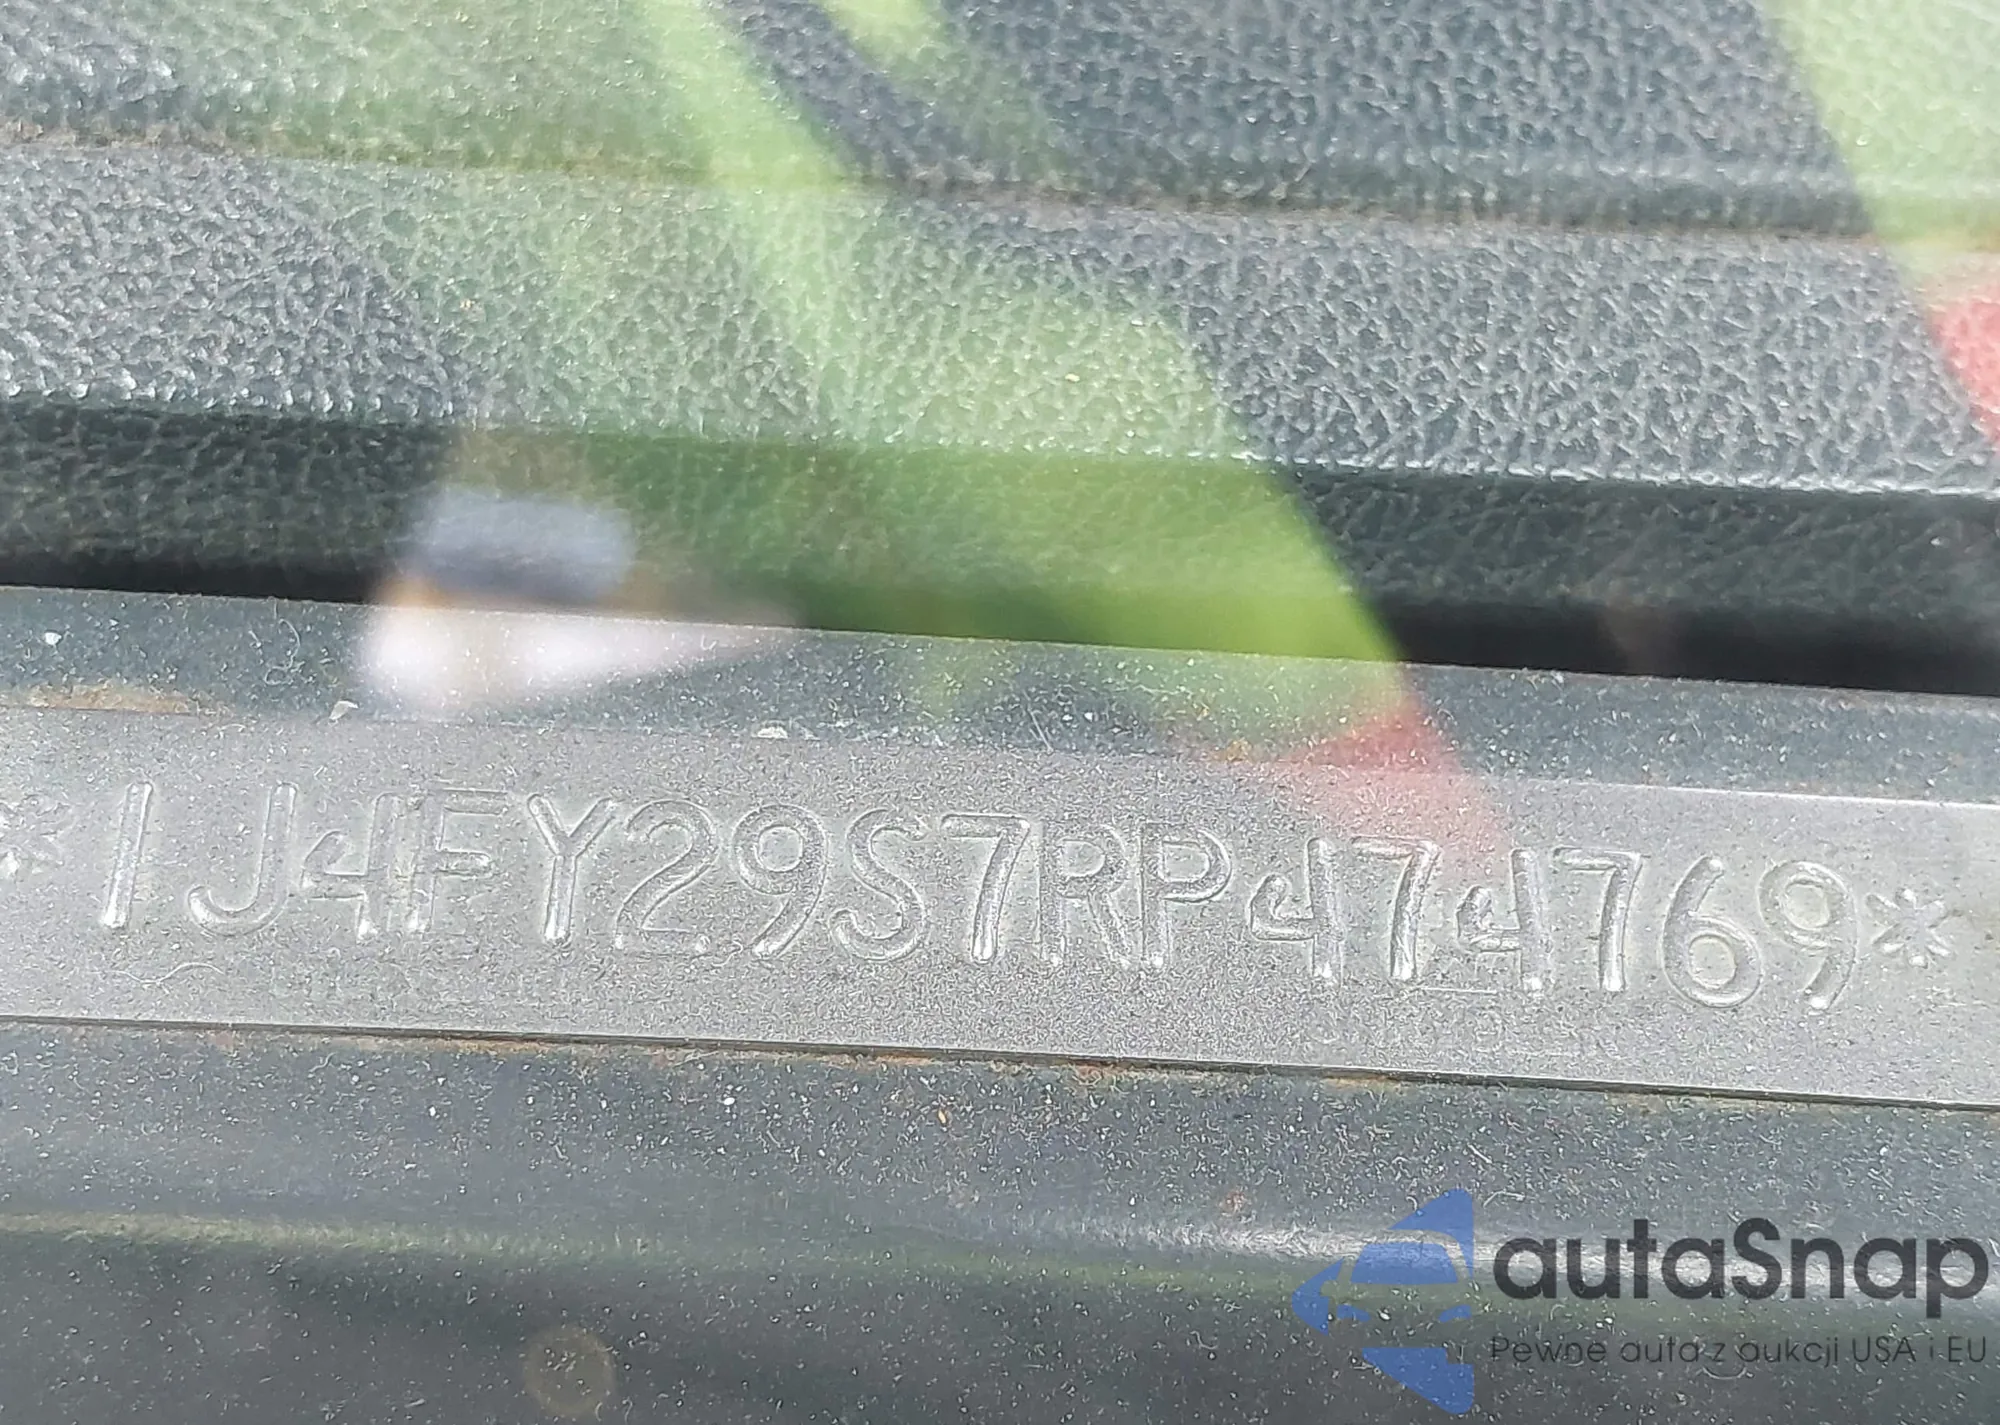 *1J4FY29S7RP474769*
autaSnap
Pewne auta z aukcji USA i EU